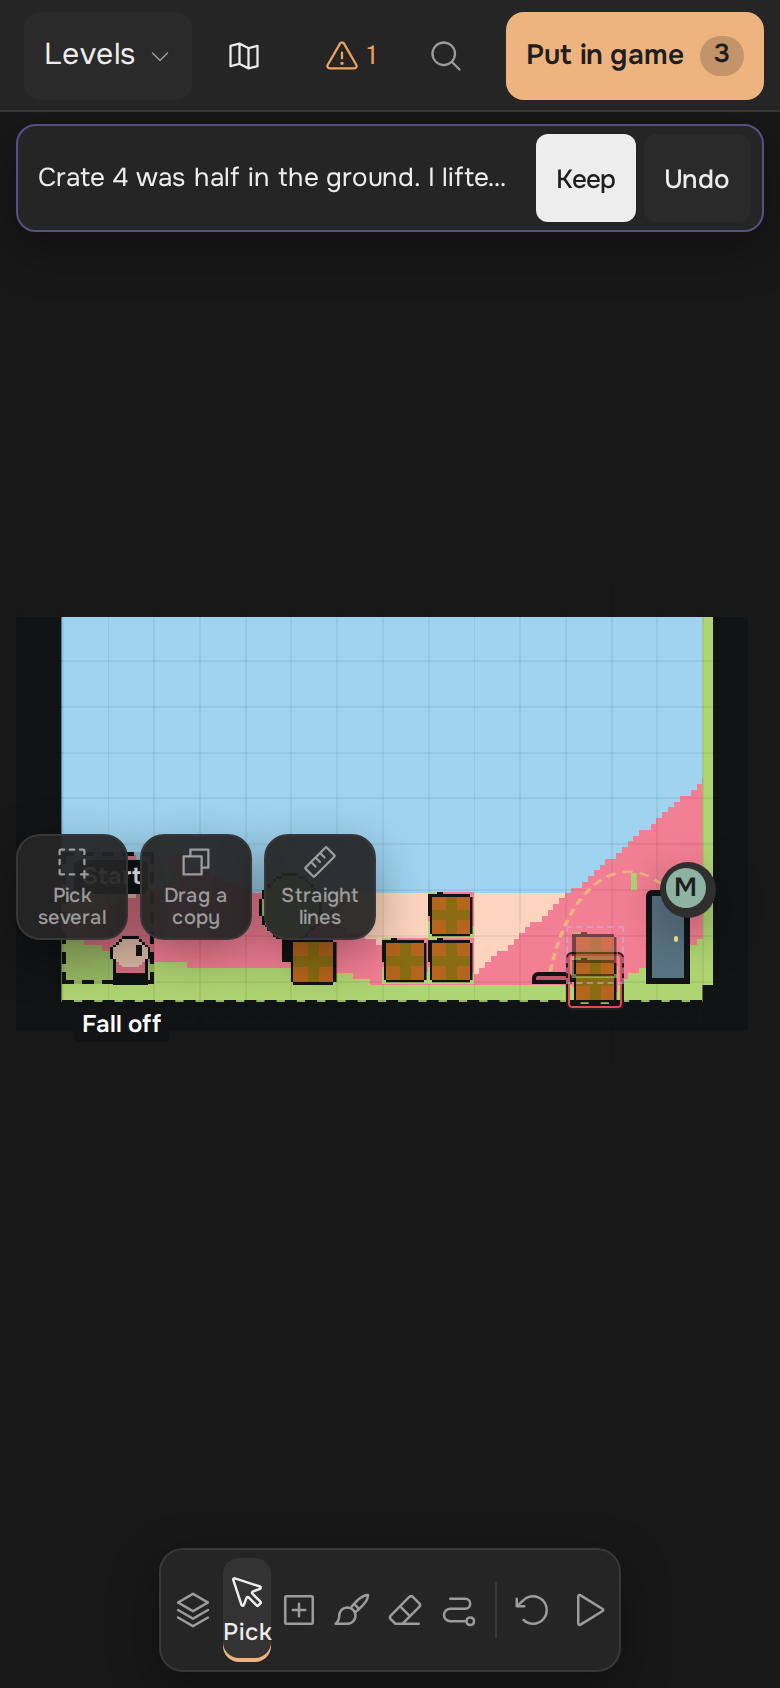 Levels
1
Put in game 3
Crate 4 was half in the ground. I lifte...
Keep
Undo
Start
Pick
several
Drag a
copy
Straight
lines
M
Fall off
Pick